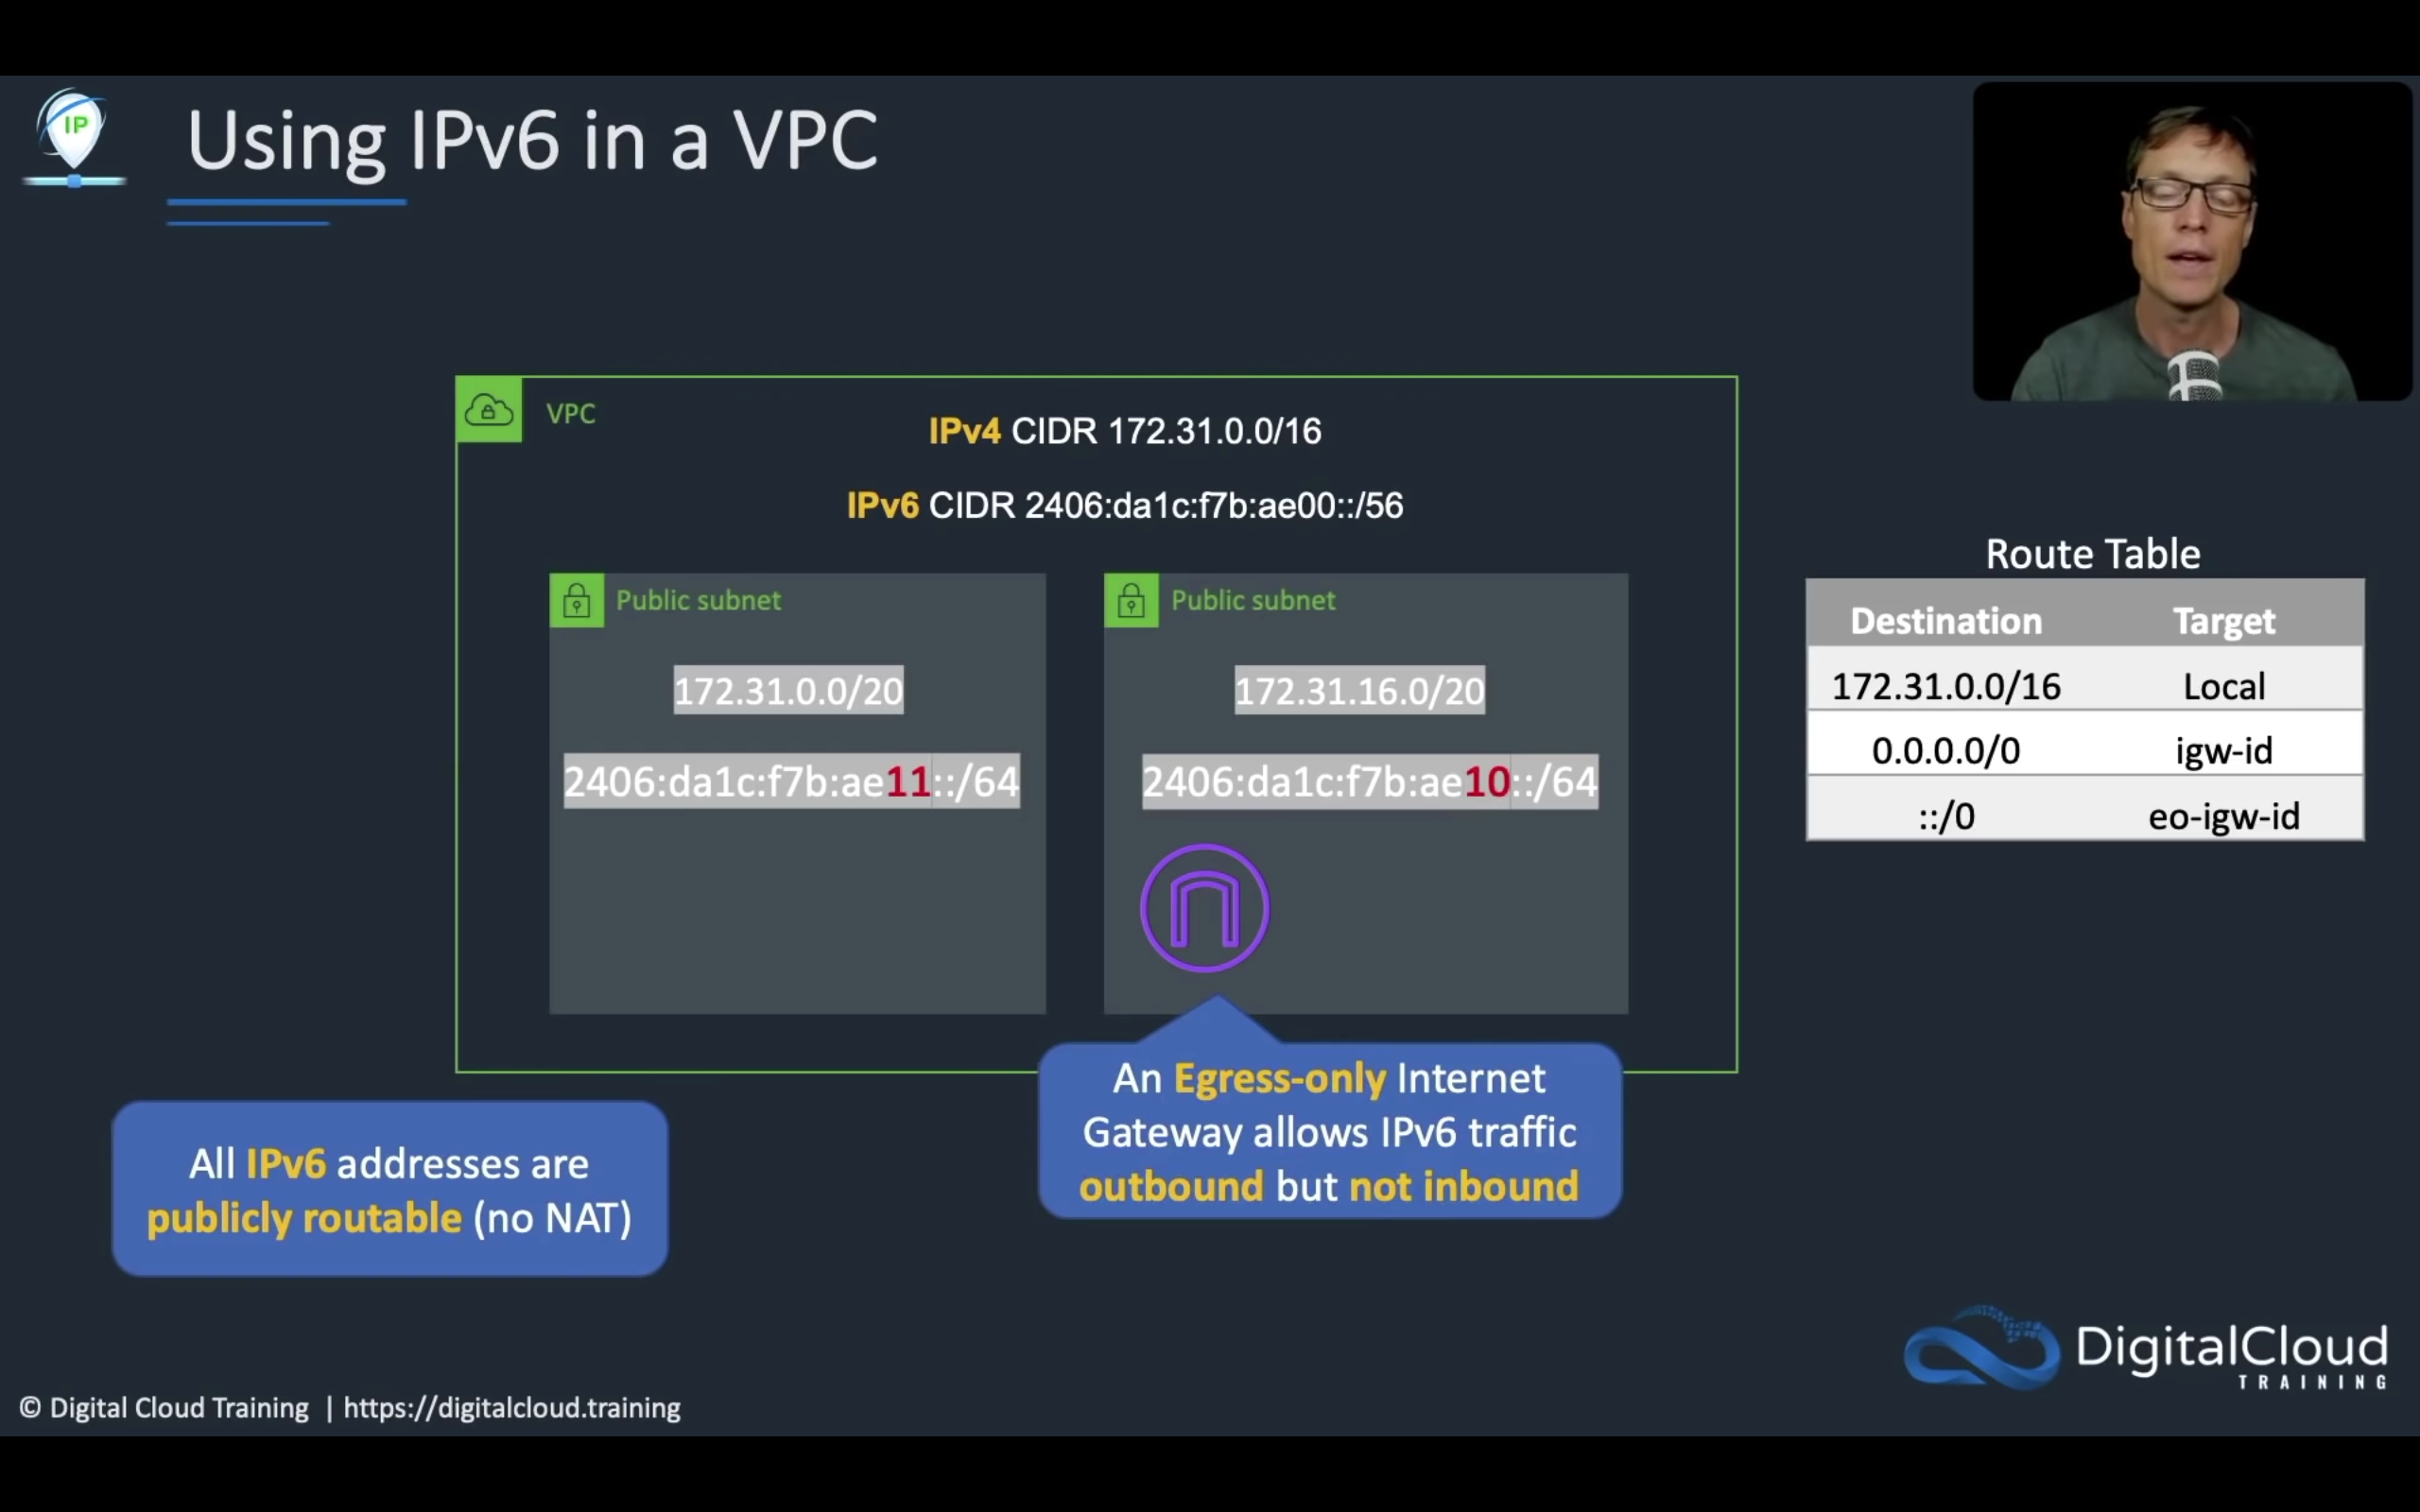 IP
Using IPv6 in a VPC
VPC
IPv4 CIDR 172.31.0.0/16
IPv6 CIDR 2406:da1c:f7b:ae00::/56
Public subnet
172.31.0.0/20
2406:da1c:f7b:ae11::/64
Public subnet
172.31.16.0/20
2406:da1c:f7b:ae10::/64
Route Table
Destination Target
172.31.0.0/16 Local
0.0.0.0/0 igw-id
::/0 eo-igw-id
An Egress-only Internet
Gateway allows IPv6 traffic
outbound but not inbound
All IPv6 addresses are
publicly routable (no NAT)
DigitalCloud
TRAINING
© Digital Cloud Training | https://digitalcloud.training